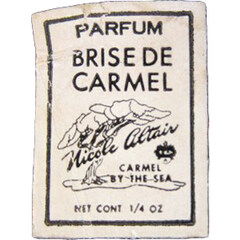 PARFUM
BRISE DE
CARMEL
Nicole Altair
CARMEL
BY THE SEA
NET CONT 1/4 OZ